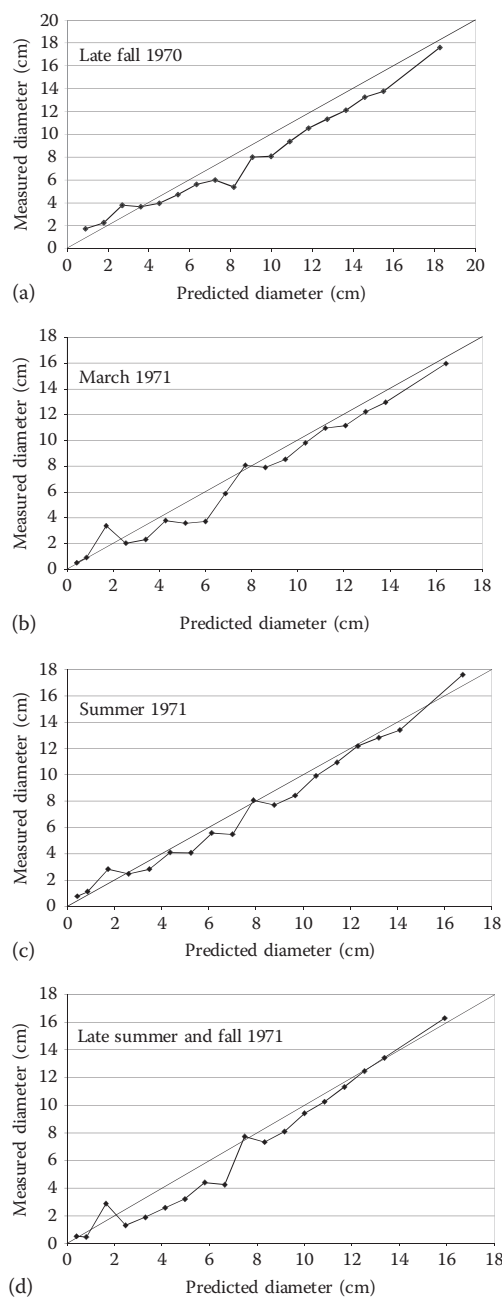 20
18
16
14
12
10
8
6
4
2
0
Measured diameter (cm)
Late fall 1970
0 2 4 6 8 10 12 14 16 18 20
(a) Predicted diameter (cm)
18
16
14
12
10
8
6
4
2
0
Measured diameter (cm)
March 1971
0 2 4 6 8 10 12 14 16 18
(b) Predicted diameter (cm)
18
16
14
12
10
8
6
4
2
0
Measured diameter (cm)
Summer 1971
0 2 4 6 8 10 12 14 16 18
(c) Predicted diameter (cm)
18
16
14
12
10
8
6
4
2
0
Measured diameter (cm)
Late summer and fall 1971
0 2 4 6 8 10 12 14 16 18
(d) Predicted diameter (cm)